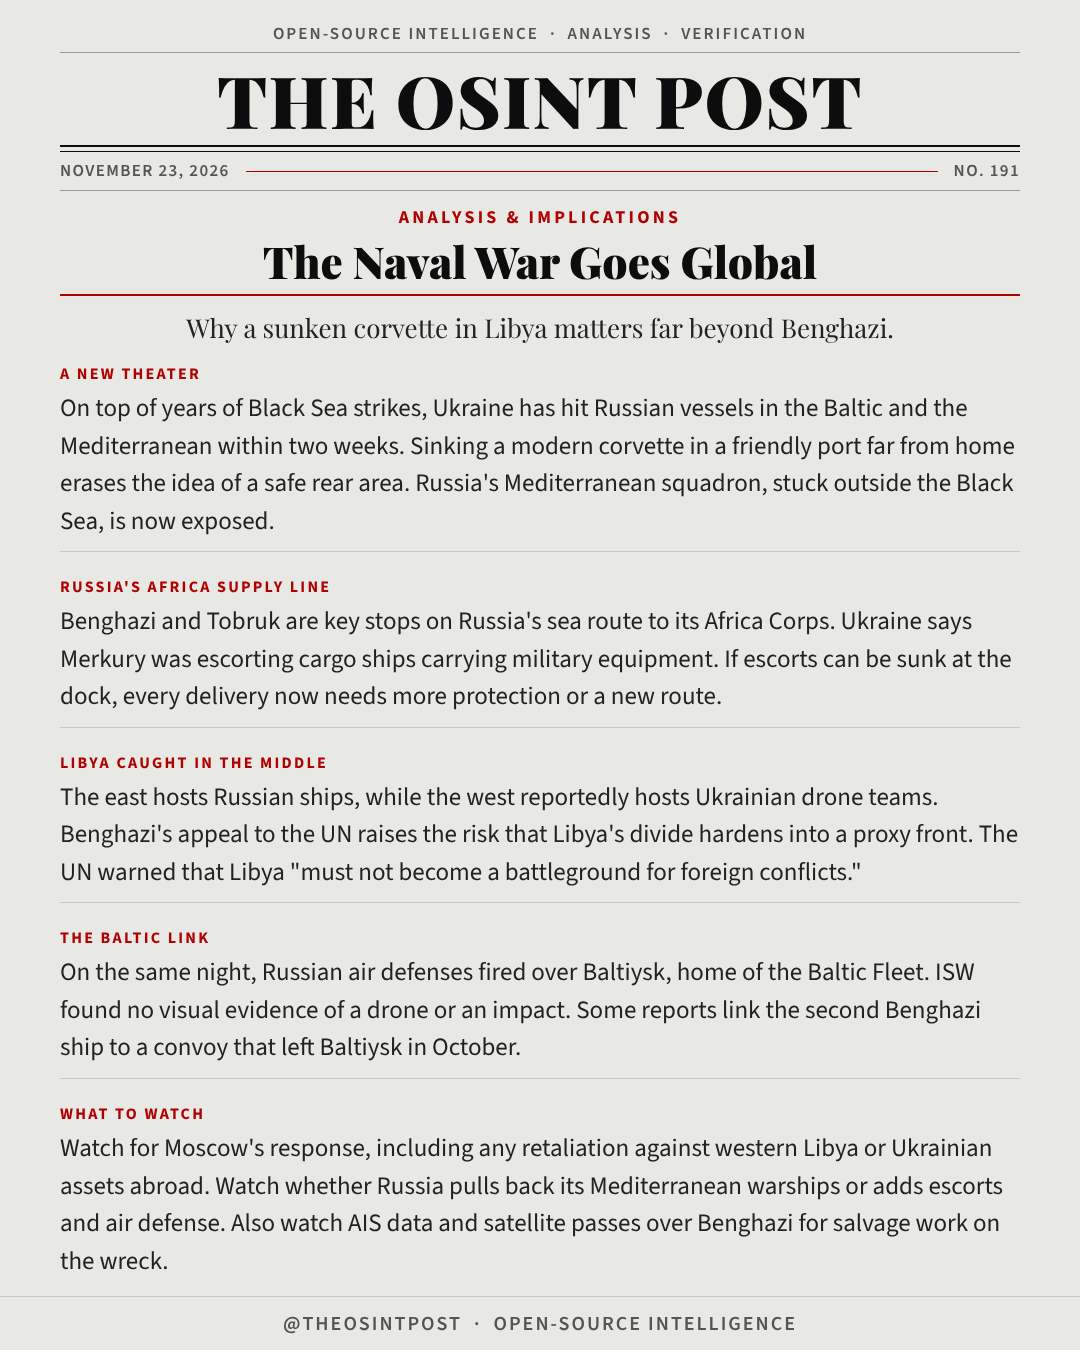 OPEN-SOURCE INTELLIGENCE · ANALYSIS · VERIFICATION
THE OSINT POST
NOVEMBER 23, 2026
NO. 191
ANALYSIS & IMPLICATIONS
The Naval War Goes Global
Why a sunken corvette in Libya matters far beyond Benghazi.
A NEW THEATER
On top of years of Black Sea strikes, Ukraine has hit Russian vessels in the Baltic and the
Mediterranean within two weeks. Sinking a modern corvette in a friendly port far from home
erases the idea of a safe rear area. Russia's Mediterranean squadron, stuck outside the Black
Sea, is now exposed.
RUSSIA'S AFRICA SUPPLY LINE
Benghazi and Tobruk are key stops on Russia's sea route to its Africa Corps. Ukraine says
Merkury was escorting cargo ships carrying military equipment. If escorts can be sunk at the
dock, every delivery now needs more protection or a new route.
LIBYA CAUGHT IN THE MIDDLE
The east hosts Russian ships, while the west reportedly hosts Ukrainian drone teams.
Benghazi's appeal to the UN raises the risk that Libya's divide hardens into a proxy front. The
UN warned that Libya "must not become a battleground for foreign conflicts."
THE BALTIC LINK
On the same night, Russian air defenses fired over Baltiysk, home of the Baltic Fleet. ISW
found no visual evidence of a drone or an impact. Some reports link the second Benghazi
ship to a convoy that left Baltiysk in October.
WHAT TO WATCH
Watch for Moscow's response, including any retaliation against western Libya or Ukrainian
assets abroad. Watch whether Russia pulls back its Mediterranean warships or adds escorts
and air defense. Also watch AIS data and satellite passes over Benghazi for salvage work on
the wreck.
@THEOSINTPOST · OPEN-SOURCE INTELLIGENCE